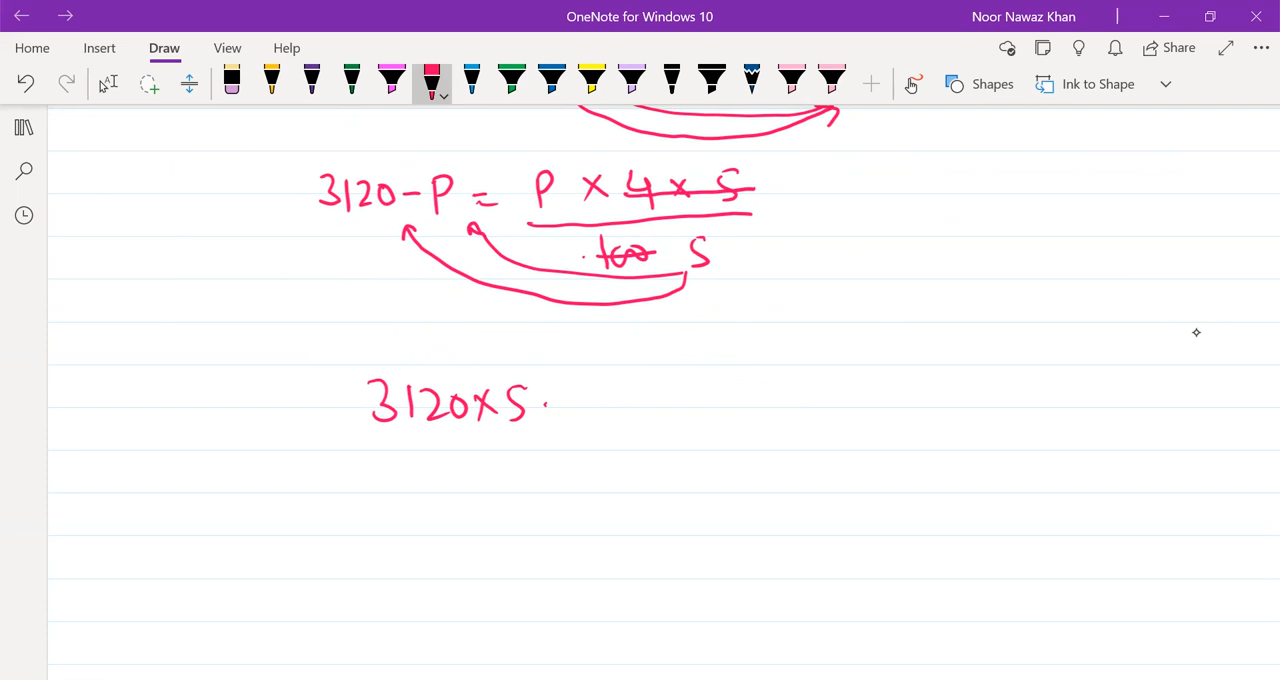 OneNote for Windows 10
Noor Nawaz Khan
Home Insert Draw View Help
Share
Shapes
Ink to Shape
3120-P = P × 4 × 5
100 5
3120×5